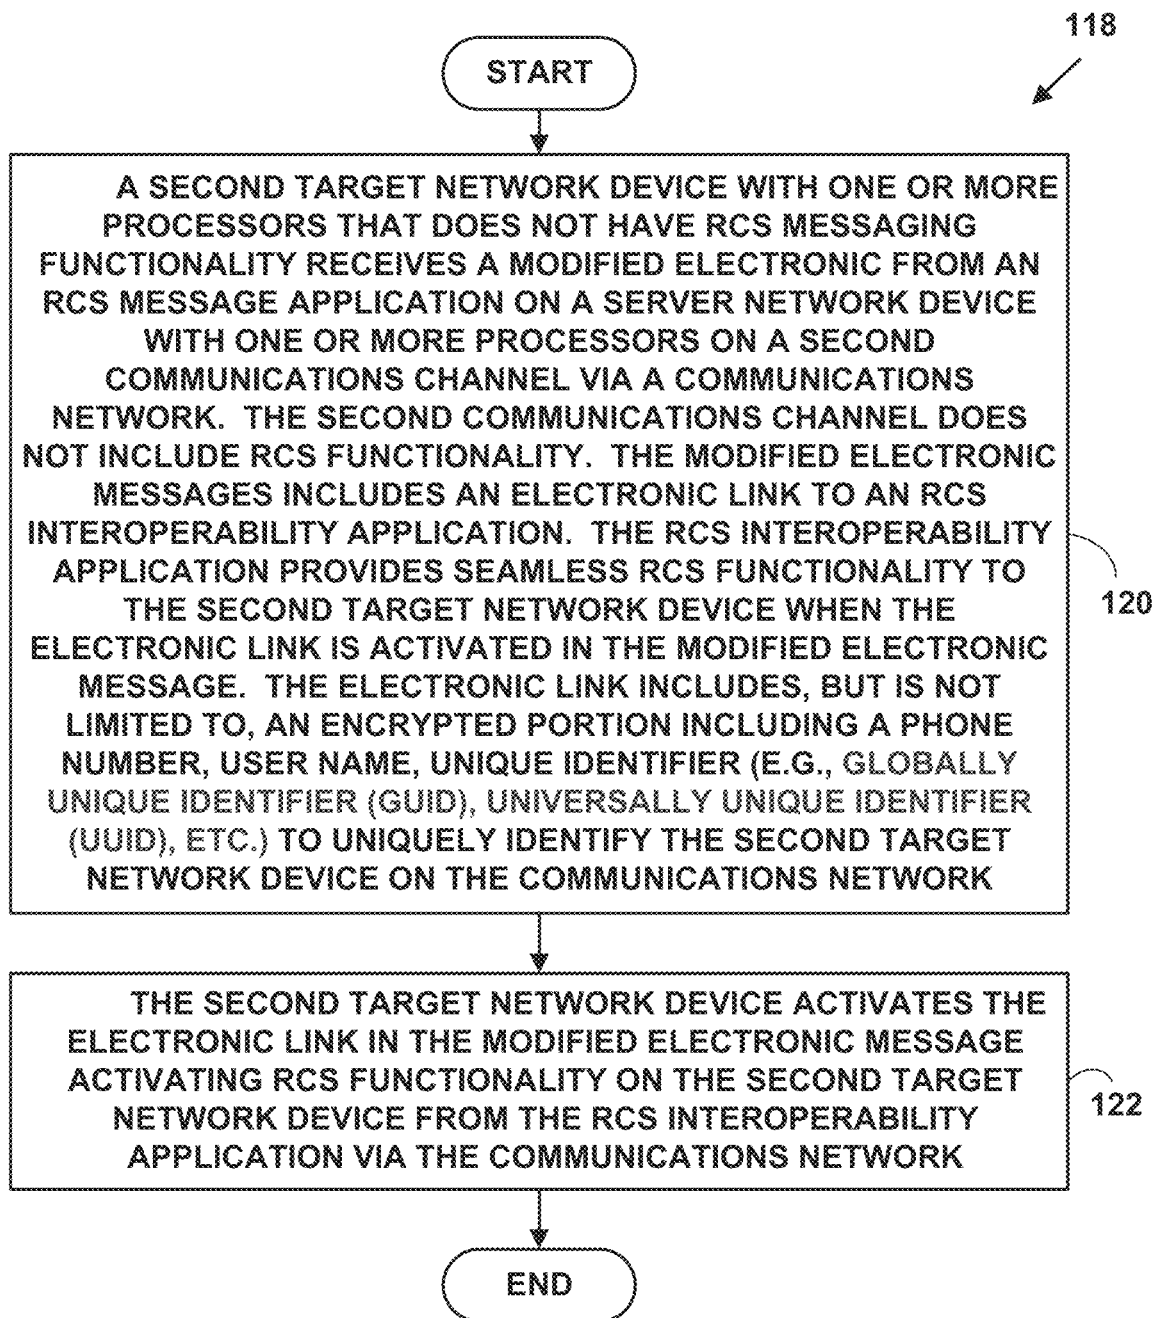 118
START
A SECOND TARGET NETWORK DEVICE WITH ONE OR MORE
PROCESSORS THAT DOES NOT HAVE RCS MESSAGING
FUNCTIONALITY RECEIVES A MODIFIED ELECTRONIC FROM AN
RCS MESSAGE APPLICATION ON A SERVER NETWORK DEVICE
WITH ONE OR MORE PROCESSORS ON A SECOND
COMMUNICATIONS CHANNEL VIA A COMMUNICATIONS
NETWORK. THE SECOND COMMUNICATIONS CHANNEL DOES
NOT INCLUDE RCS FUNCTIONALITY. THE MODIFIED ELECTRONIC
MESSAGES INCLUDES AN ELECTRONIC LINK TO AN RCS
INTEROPERABILITY APPLICATION. THE RCS INTEROPERABILITY
APPLICATION PROVIDES SEAMLESS RCS FUNCTIONALITY TO
THE SECOND TARGET NETWORK DEVICE WHEN THE
ELECTRONIC LINK IS ACTIVATED IN THE MODIFIED ELECTRONIC
MESSAGE. THE ELECTRONIC LINK INCLUDES, BUT IS NOT
LIMITED TO, AN ENCRYPTED PORTION INCLUDING A PHONE
NUMBER, USER NAME, UNIQUE IDENTIFIER (E.G., GLOBALLY
UNIQUE IDENTIFIER (GUID), UNIVERSALLY UNIQUE IDENTIFIER
(UUID), ETC.) TO UNIQUELY IDENTIFY THE SECOND TARGET
NETWORK DEVICE ON THE COMMUNICATIONS NETWORK
120
THE SECOND TARGET NETWORK DEVICE ACTIVATES THE
ELECTRONIC LINK IN THE MODIFIED ELECTRONIC MESSAGE
ACTIVATING RCS FUNCTIONALITY ON THE SECOND TARGET
NETWORK DEVICE FROM THE RCS INTEROPERABILITY
APPLICATION VIA THE COMMUNICATIONS NETWORK
122
END